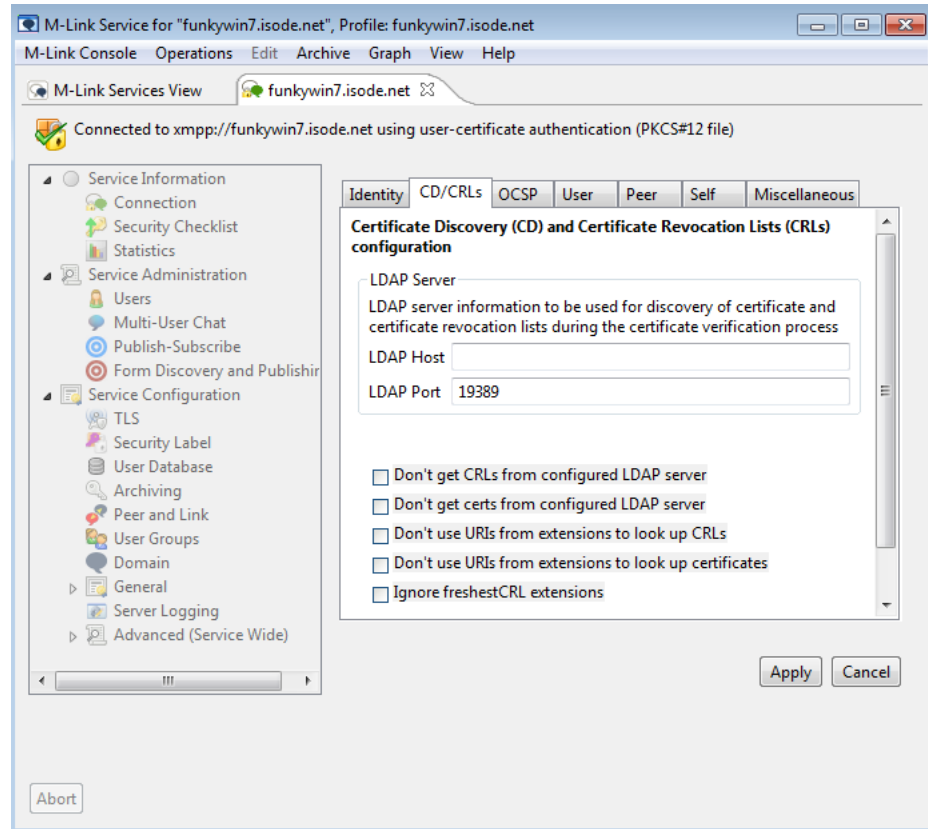 M-Link Service for "funkywin7.isode.net", Profile: funkywin7.isode.net
M-Link Console Operations Edit Archive Graph View Help
M-Link Services View funkywin7.isode.net
Connected to xmpp://funkywin7.isode.net using user-certificate authentication (PKCS#12 file)
Service Information
Connection
Security Checklist
Statistics
Service Administration
Users
Multi-User Chat
Publish-Subscribe
Form Discovery and Publishir
Service Configuration
TLS
Security Label
User Database
Archiving
Peer and Link
User Groups
Domain
General
Server Logging
Advanced (Service Wide)
Identity CD/CRLs OCSP User Peer Self Miscellaneous
Certificate Discovery (CD) and Certificate Revocation Lists (CRLs)
configuration
LDAP Server
LDAP server information to be used for discovery of certificate and
certificate revocation lists during the certificate verification process
LDAP Host
LDAP Port 19389
Don't get CRLs from configured LDAP server
Don't get certs from configured LDAP server
Don't use URIs from extensions to look up CRLs
Don't use URIs from extensions to look up certificates
Ignore freshestCRL extensions
Apply Cancel
Abort